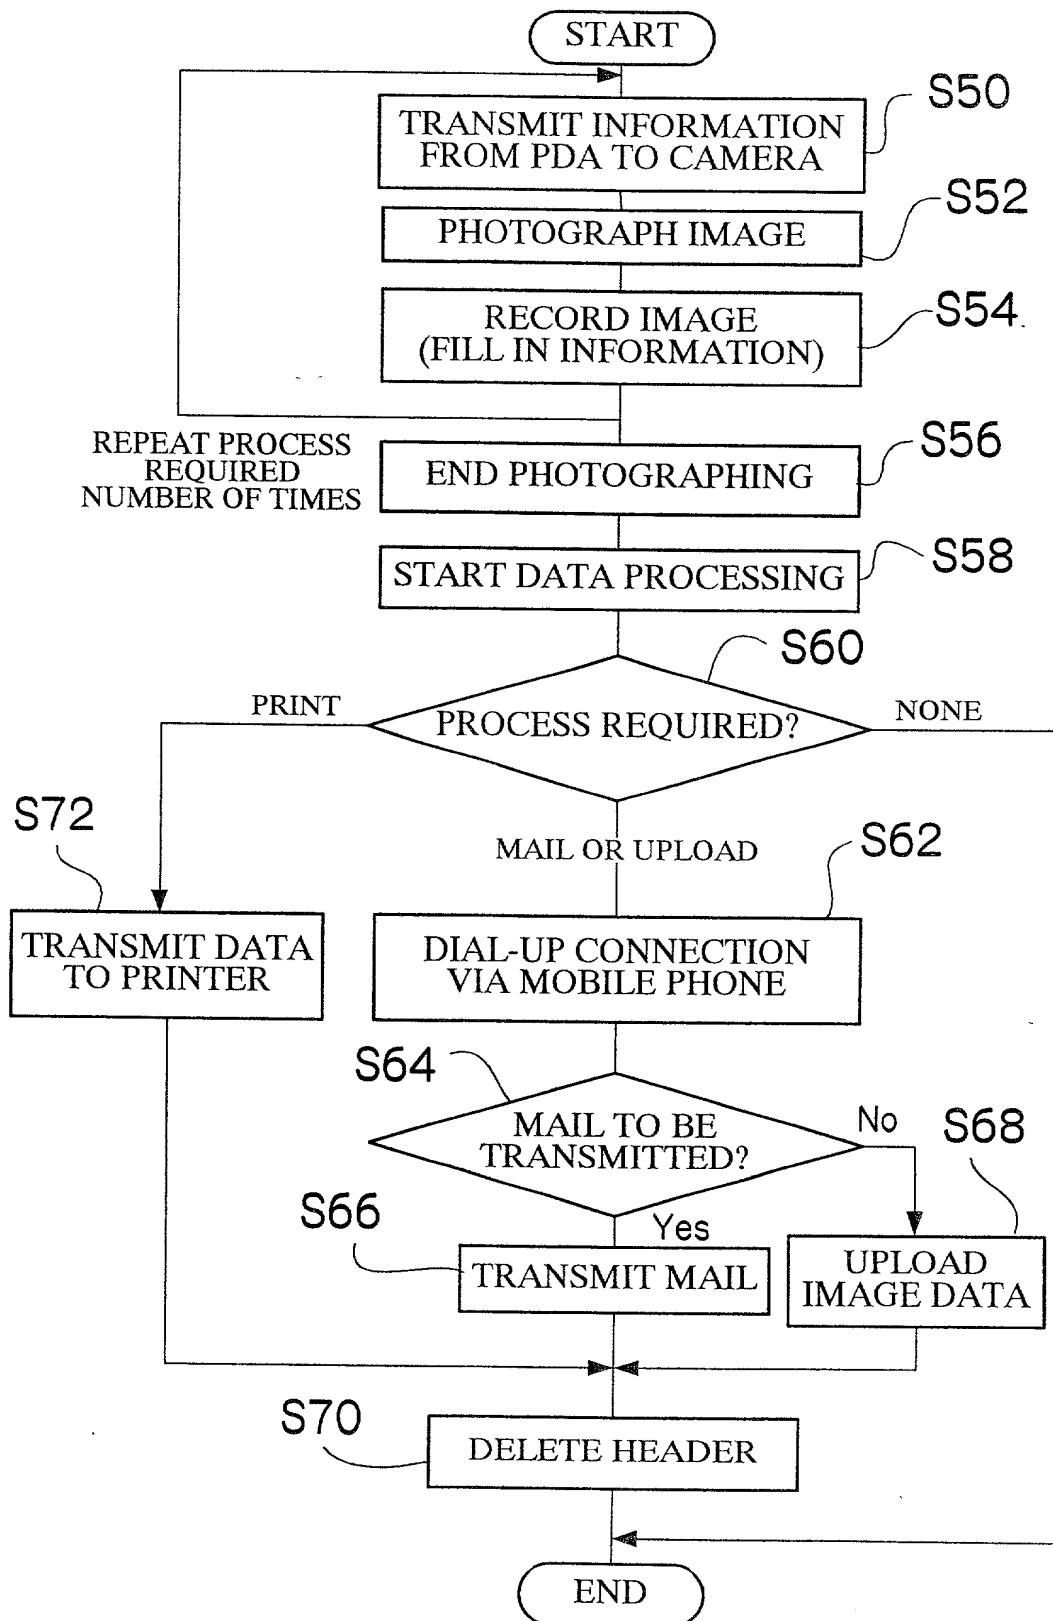 START
S50
TRANSMIT INFORMATION
FROM PDA TO CAMERA
S52
PHOTOGRAPH IMAGE
S54
RECORD IMAGE
(FILL IN INFORMATION)
REPEAT PROCESS
REQUIRED
NUMBER OF TIMES
S56
END PHOTOGRAPHING
S58
START DATA PROCESSING
S60
PRINT
PROCESS REQUIRED?
NONE
S72
MAIL OR UPLOAD
S62
TRANSMIT DATA
TO PRINTER
DIAL-UP CONNECTION
VIA MOBILE PHONE
S64
MAIL TO BE
TRANSMITTED?
No
S68
S66
Yes
TRANSMIT MAIL
UPLOAD
IMAGE DATA
S70
DELETE HEADER
END